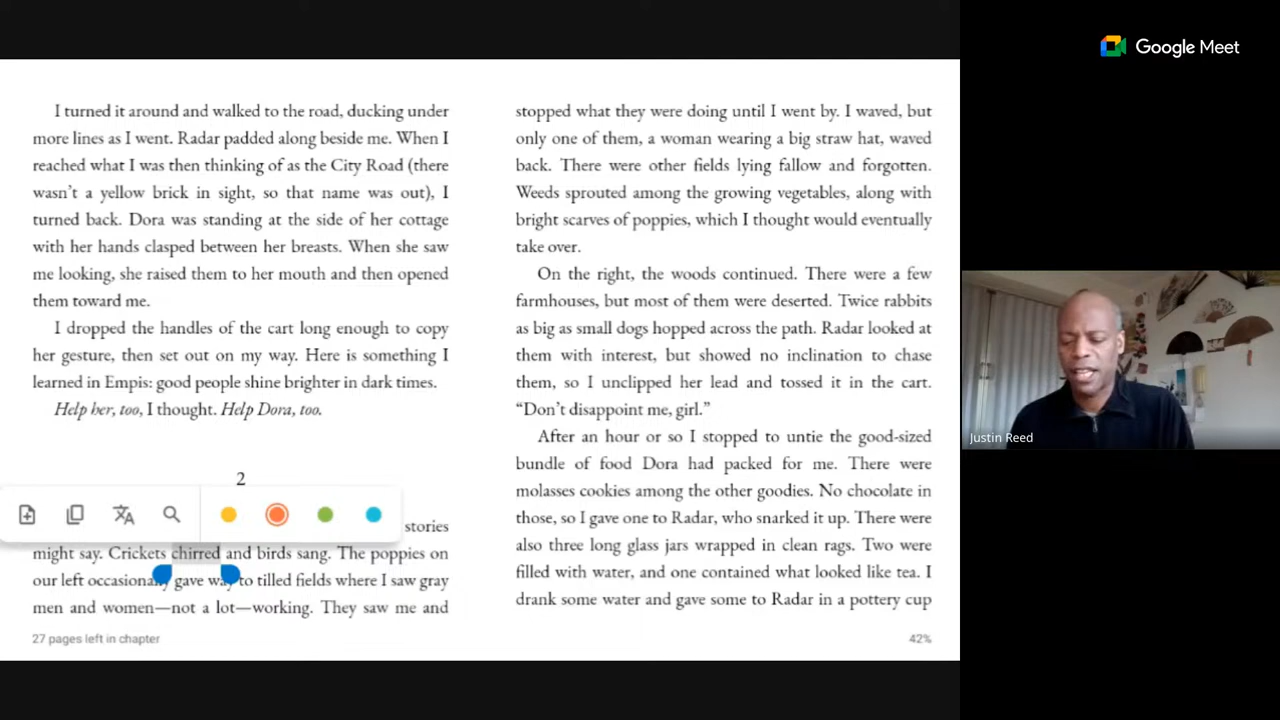 I turned it around and walked to the road, ducking under
more lines as I went. Radar padded along beside me. When I
reached what I was then thinking of as the City Road (there
wasn't a yellow brick in sight, so that name was out), I
turned back. Dora was standing at the side of her cottage
with her hands clasped between her breasts. When she saw
me looking, she raised them to her mouth and then opened
them toward me.
I dropped the handles of the cart long enough to copy
her gesture, then set out on my way. Here is something I
learned in Empis: good people shine brighter in dark times.
Help her, too, I thought. Help Dora, too.
2
stories
might say. Crickets chirred and birds sang. The poppies on
our left occasionally gave way to tilled fields where I saw gray
men and women—not a lot—working. They saw me and
27 pages left in chapter
stopped what they were doing until I went by. I waved, but
only one of them, a woman wearing a big straw hat, waved
back. There were other fields lying fallow and forgotten.
Weeds sprouted among the growing vegetables, along with
bright scarves of poppies, which I thought would eventually
take over.
On the right, the woods continued. There were a few
farmhouses, but most of them were deserted. Twice rabbits
as big as small dogs hopped across the path. Radar looked at
them with interest, but showed no inclination to chase
them, so I unclipped her lead and tossed it in the cart.
“Don't disappoint me, girl.”
After an hour or so I stopped to untie the good-sized
bundle of food Dora had packed for me. There were
molasses cookies among the other goodies. No chocolate in
those, so I gave one to Radar, who snarked it up. There were
also three long glass jars wrapped in clean rags. Two were
filled with water, and one contained what looked like tea. I
drank some water and gave some to Radar in a pottery cup
42%
Google Meet
Justin Reed